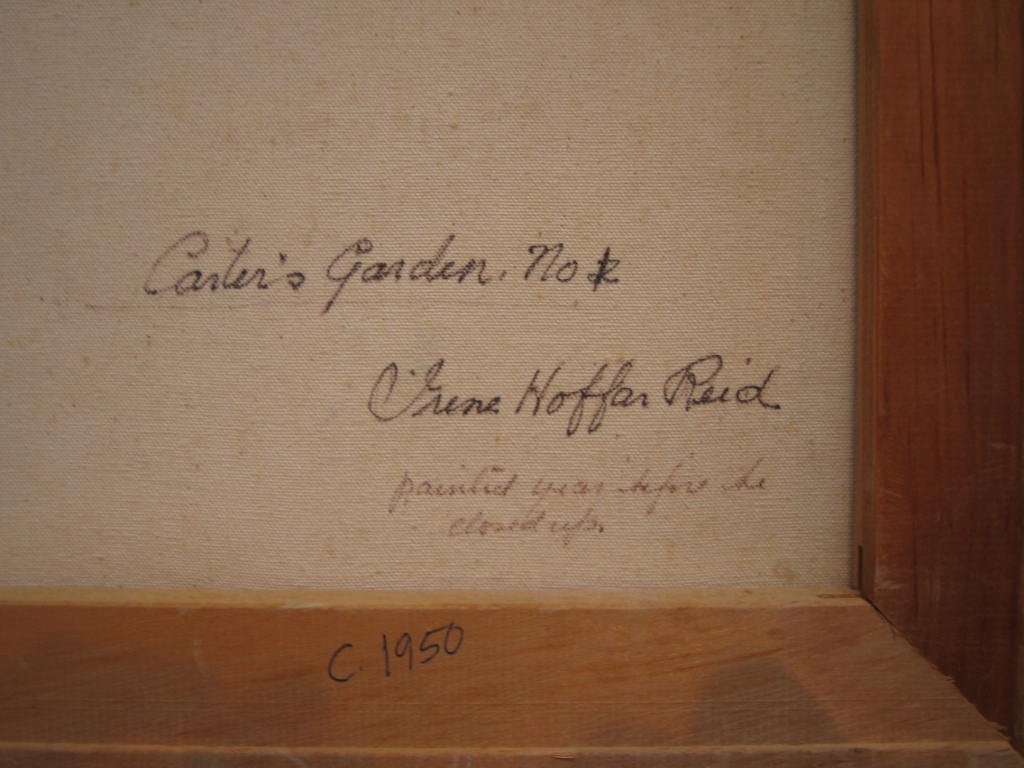 Carter's Garden. No
Irene Hoffar Reid
painted year before he
closed up.
C. 1950